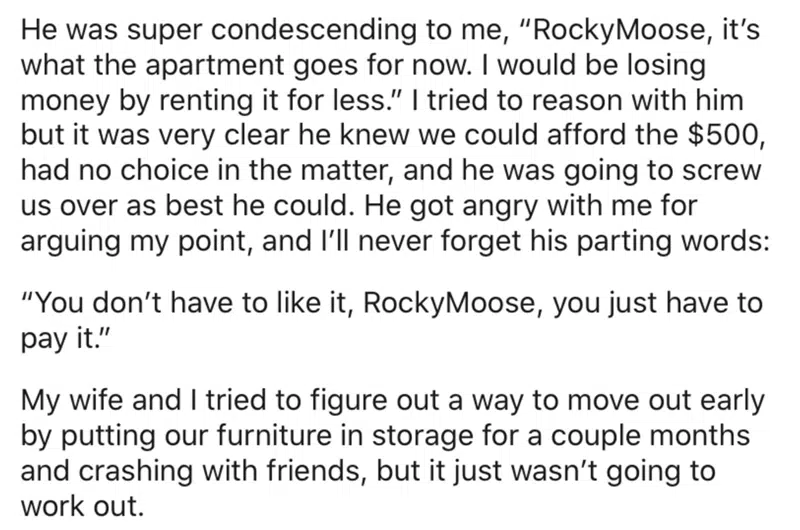 He was super condescending to me, “RockyMoose, it’s
what the apartment goes for now. I would be losing
money by renting it for less.” I tried to reason with him
but it was very clear he knew we could afford the $500,
had no choice in the matter, and he was going to screw
us over as best he could. He got angry with me for
arguing my point, and I’ll never forget his parting words:
“You don’t have to like it, RockyMoose, you just have to
pay it.”
My wife and I tried to figure out a way to move out early
by putting our furniture in storage for a couple months
and crashing with friends, but it just wasn’t going to
work out.